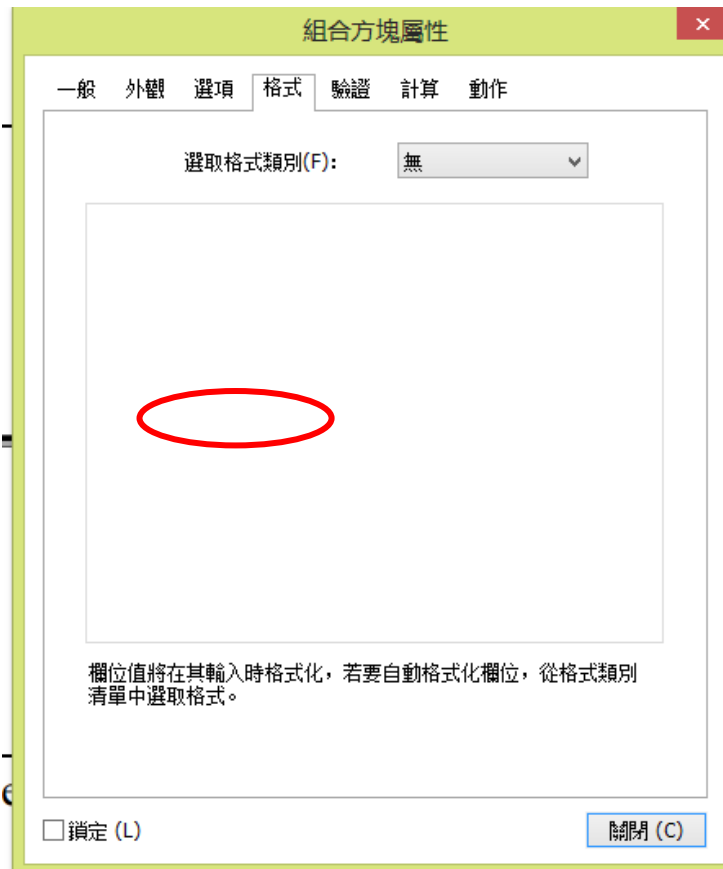 組合方塊屬性
一般 外觀 選項 格式 驗證 計算 動作
選取格式類別(F): 無
欄位值將在其輸入時格式化，若要自動格式化欄位，從格式類別
清單中選取格式。
e
鎖定 (L) 關閉 (C)